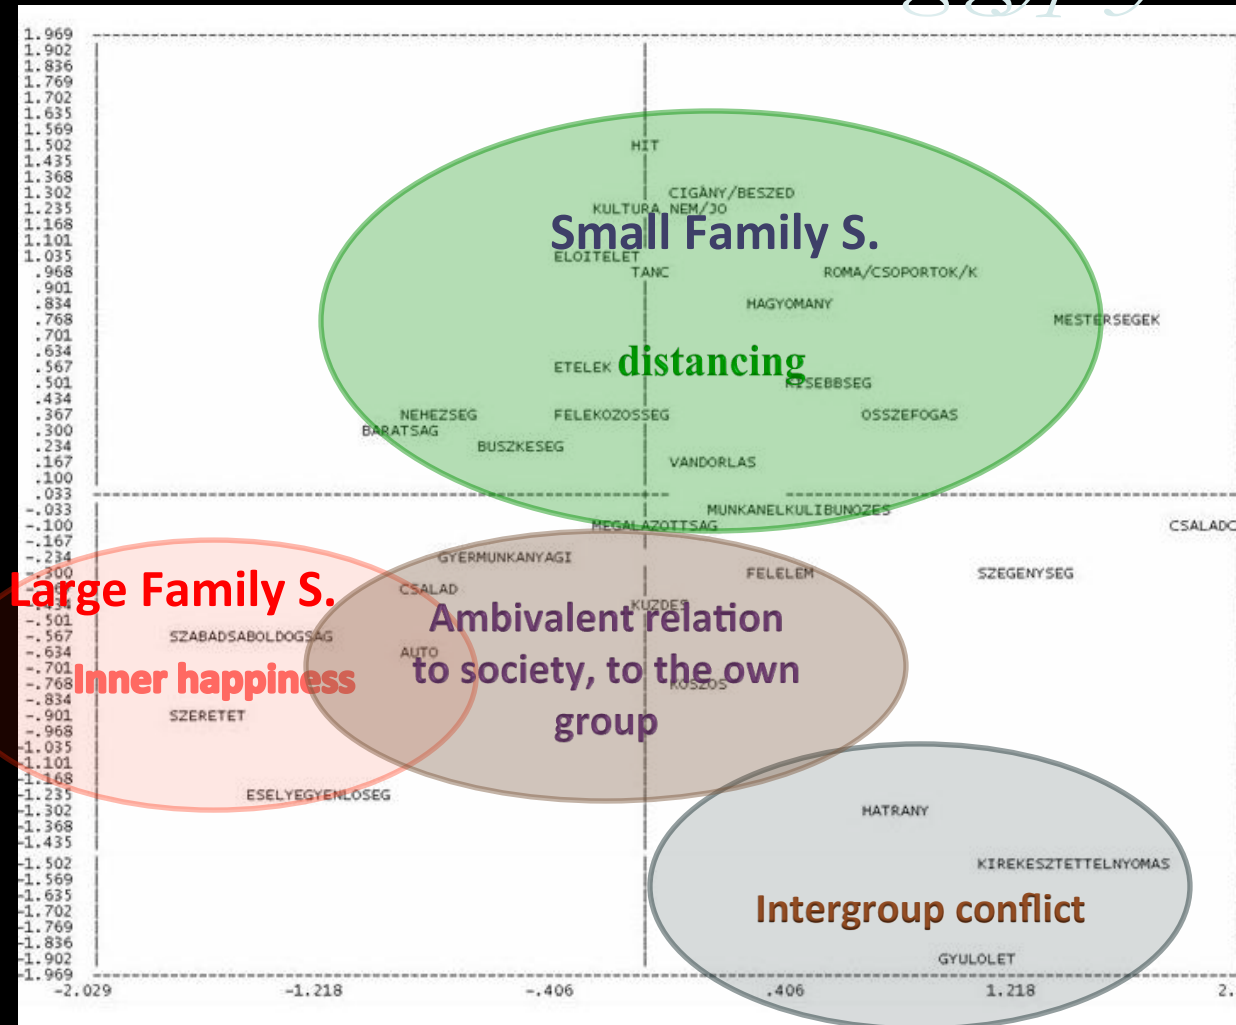 1.969
1.902
1.836
1.769
1.702
1.635
1.569
1.502
HIT
1.435
1.368
1.302
CIGÀNY/BESZED
1.235
KULTURA NEM/JO
1.168
Small Family S.
1.101
1.035
ELOITELET
.968
TANC
ROMA/CSOPORTOK/K
.901
.834
HAGYOMANY
.768
MESTERSEGEK
.701
.634
.567
ETELEK
distancing
.501
KISEBBSEG
.434
.367
NEHEZSEG
FELEKOZOSSEG
OSSZEFOGAS
.300
BARATSAG
.234
BUSZKESEG
.167
VANDORLAS
.100
.033
-.033
MUNKANELKULIBUNOZES
-.100
MEGALAZOTTSAG
CSALADC
-.167
-.234
GYERMUNKANYAGI
-.300
FELELEM
SZEGENYSEG
Large Family S.
CSALAD
-.434
KUZDES
-.501
Ambivalent relation
-.567
SZABADSABOLDOGSAG
-.634
AUTO
-.701
to society, to the own
-.768
Inner happiness
KOSZOS
-.834
-.901
SZERETET
group
-.968
-1.035
-1.101
-1.168
-1.235
ESELYEGYENLOSEG
-1.302
HATRANY
-1.368
-1.435
-1.502
KIREKESZTETTELNYOMAS
-1.569
-1.635
-1.702
Intergroup conflict
-1.769
-1.836
-1.902
GYULOLET
-1.969
-2.029
-1.218
-.406
.406
1.218
2.